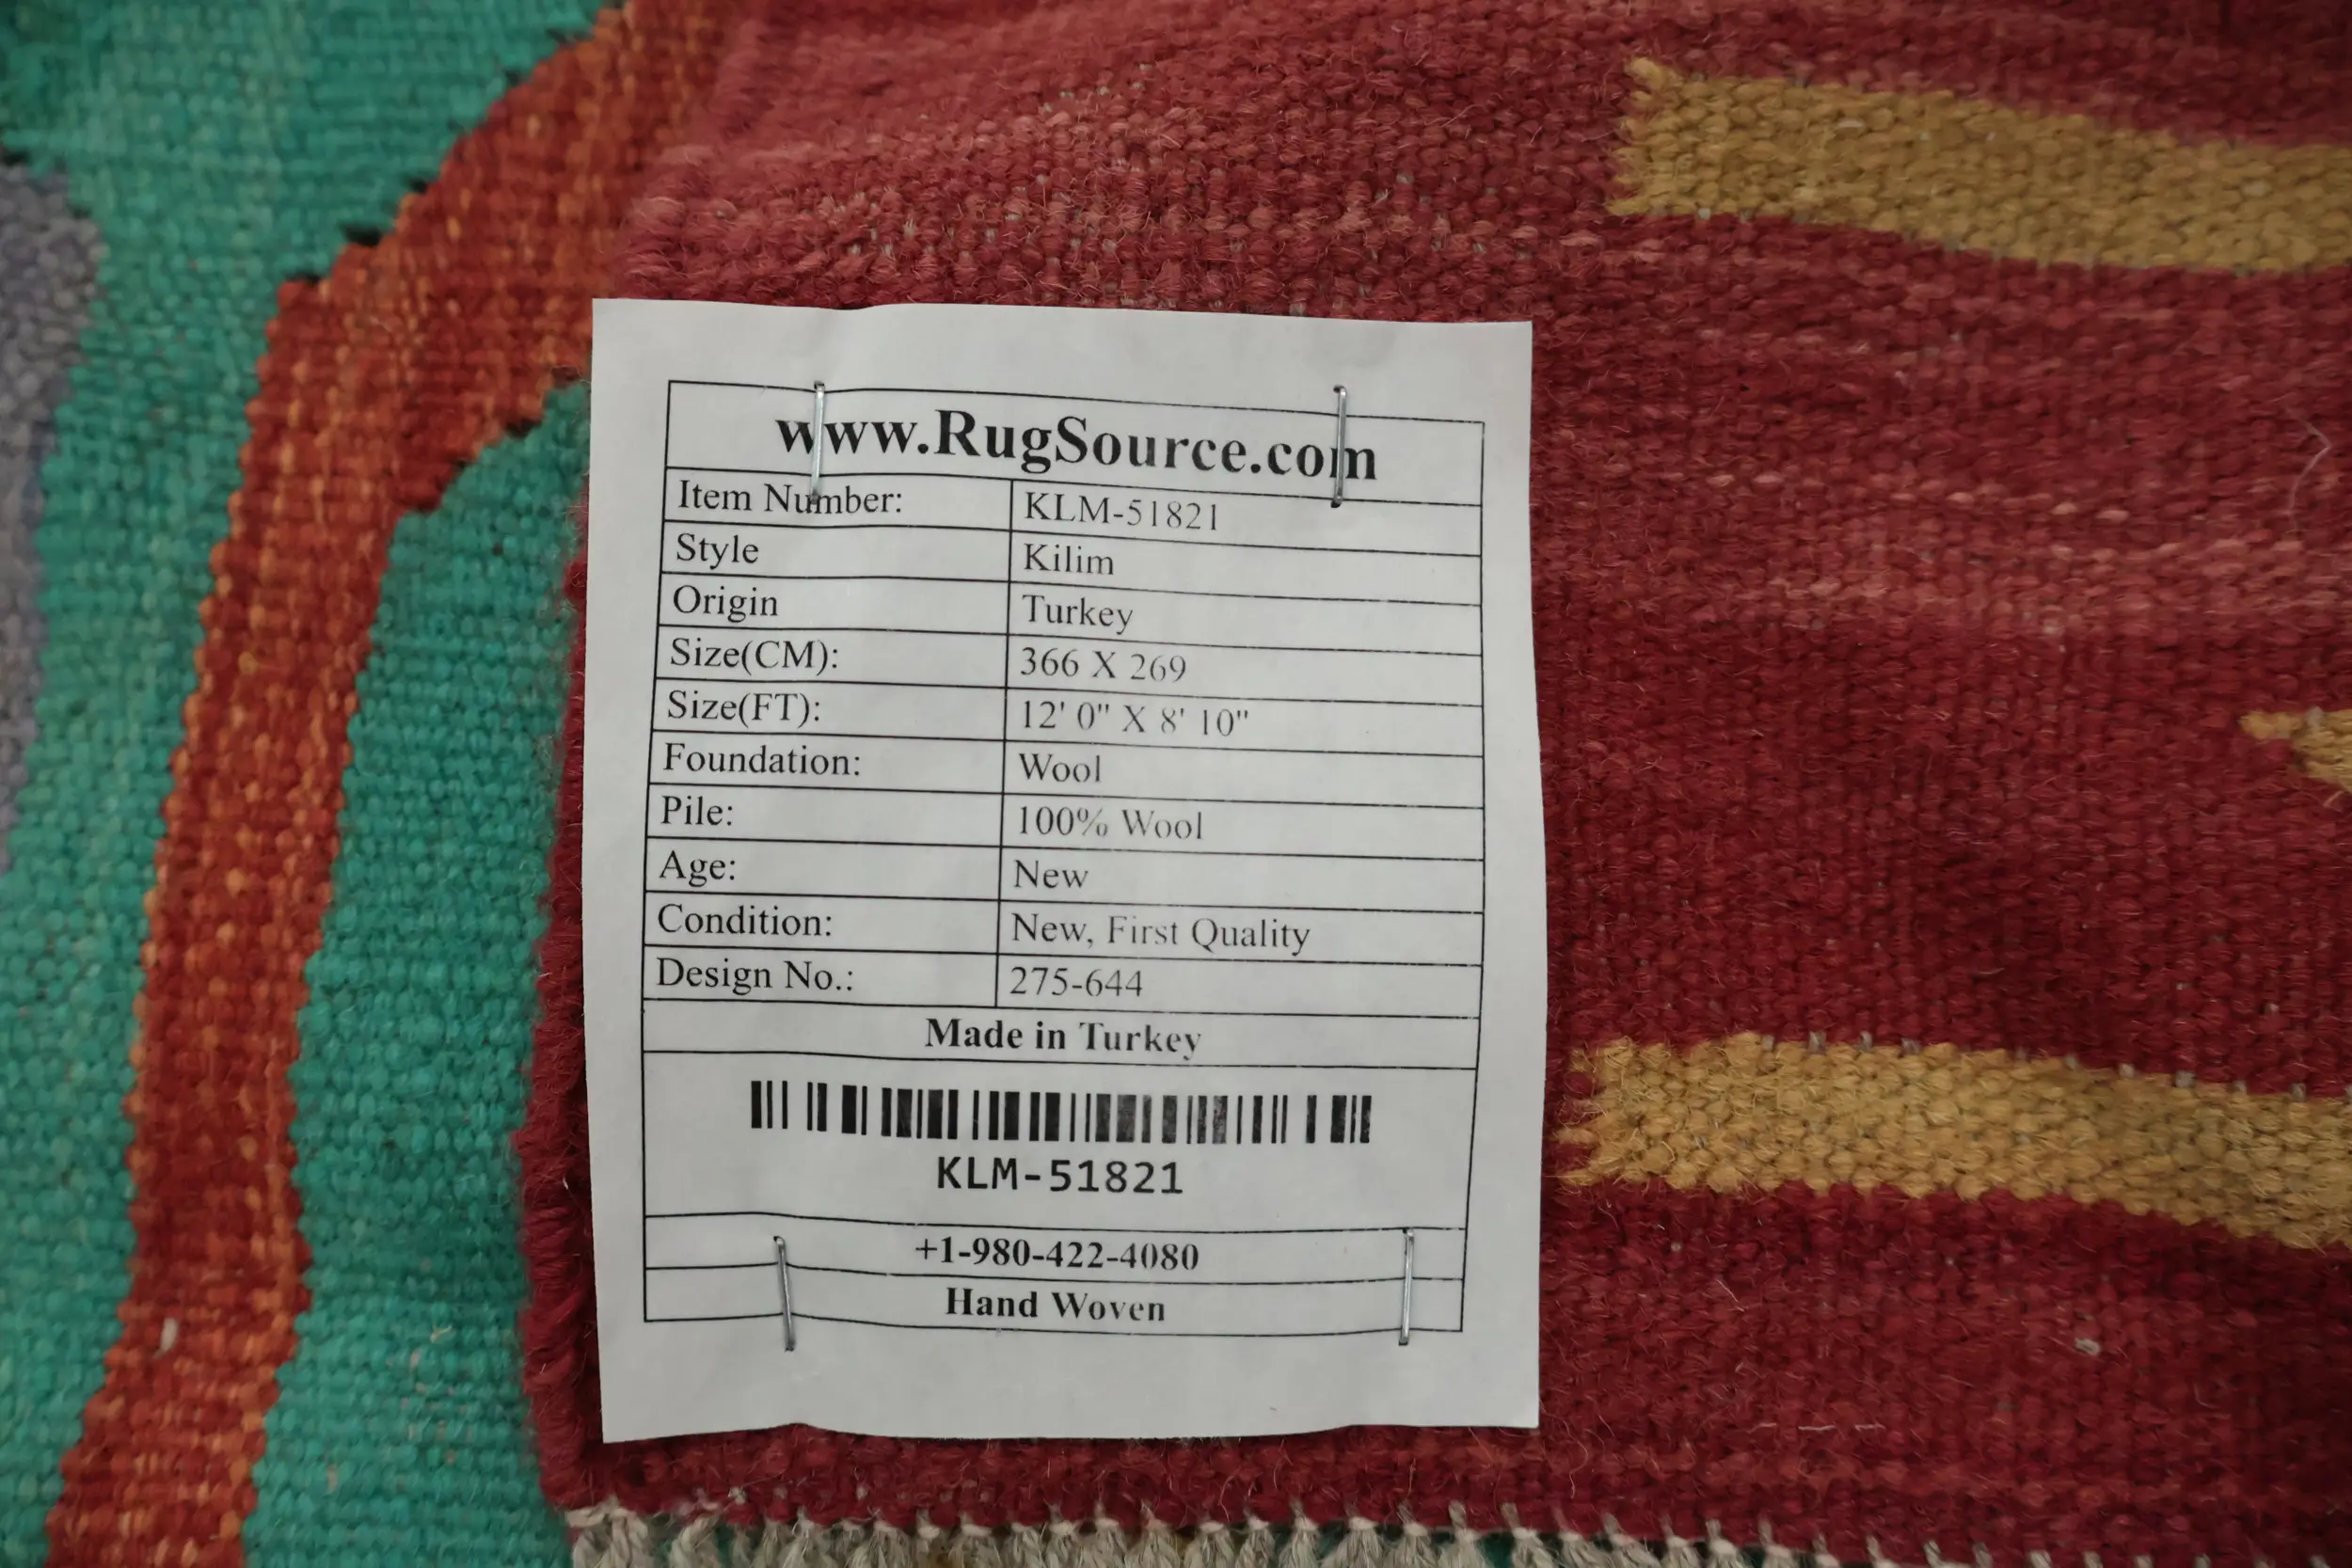 www.RugSource.com
Item Number: KLM-51821
Style Kilim
Origin Turkey
Size(CM): 366 X 269
Size(FT): 12' 0" X 8' 10"
Foundation: Wool
Pile: 100% Wool
Age: New
Condition: New, First Quality
Design No.: 275-644
Made in Turkey
KLM-51821
+1-980-422-4080
Hand Woven